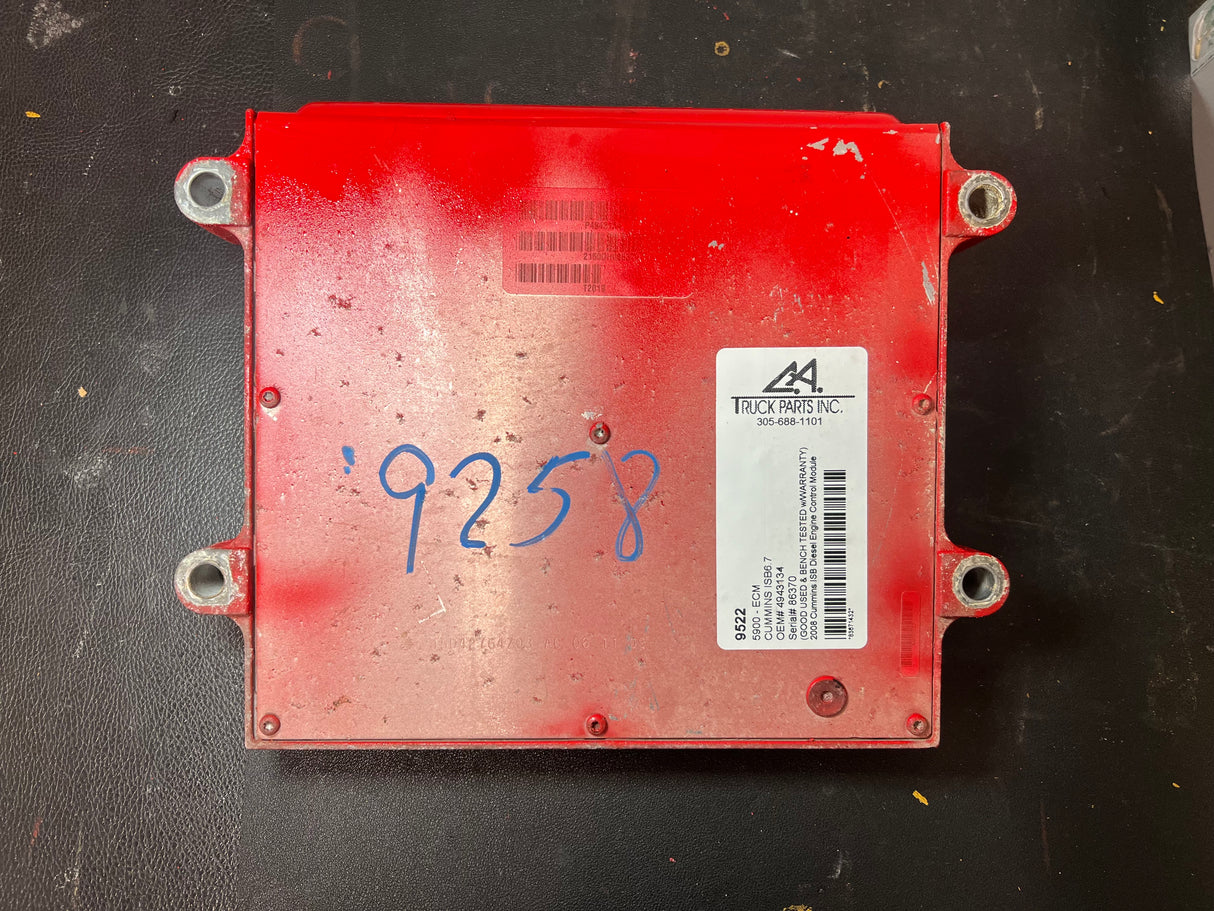 T2019
9258
LA.
TRUCK PARTS INC.
305-688-1101
9522
5900 - ECM
CUMMINS ISB6.7
OEM# 4943134
Serial# 86370
(GOOD USED & BENCH TESTED w/WARRANTY)
2008 Cummins ISB Diesel Engine Control Module